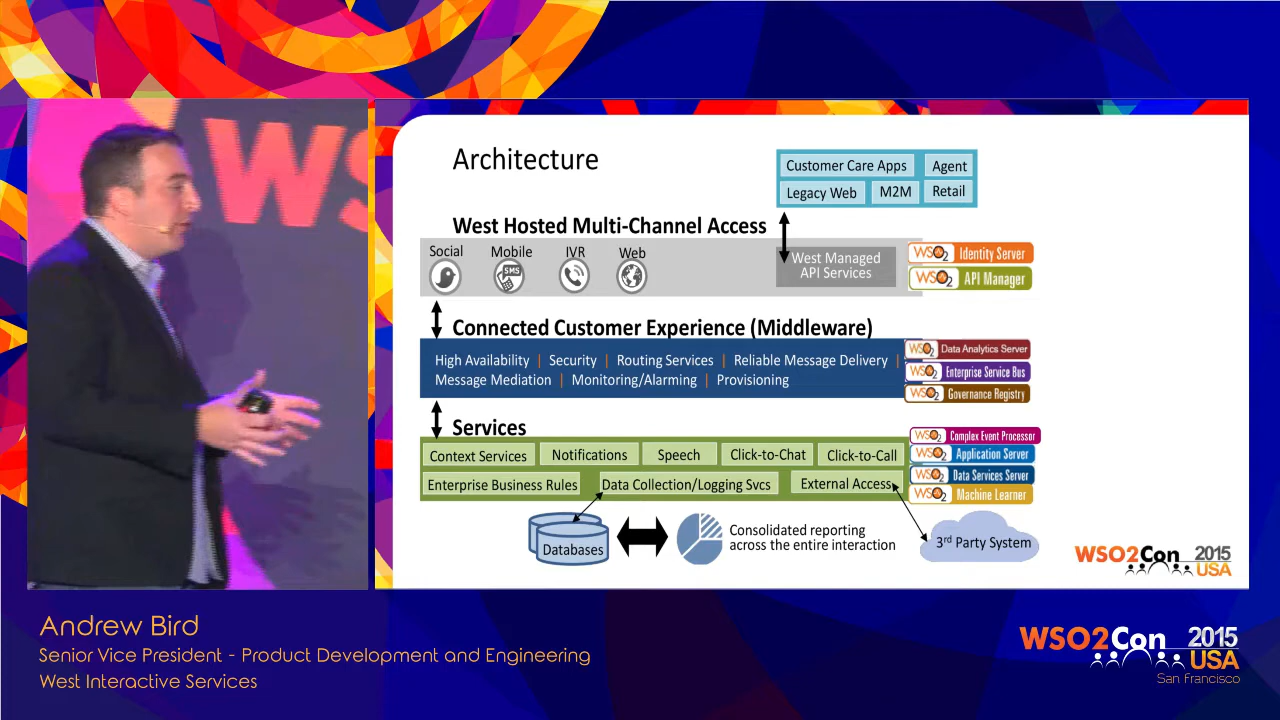 WS
Architecture
Customer Care Apps
Agent
Legacy Web
M2M
Retail
West Hosted Multi-Channel Access
Social
Mobile
IVR
Web
SMS
West Managed
API Services
WSO2 Identity Server
WSO2 API Manager
Connected Customer Experience (Middleware)
High Availability | Security | Routing Services | Reliable Message Delivery |
Message Mediation | Monitoring/Alarming | Provisioning
WSO2 Data Analytics Server
WSO2 Enterprise Service Bus
WSO2 Governance Registry
Services
Context Services
Notifications
Speech
Click-to-Chat
Click-to-Call
Enterprise Business Rules
Data Collection/Logging Svcs
External Access
WSO2 Complex Event Processor
WSO2 Application Server
WSO2 Data Services Server
WSO2 Machine Learner
Databases
Consolidated reporting
across the entire interaction
3rd Party System
WSO2Con 2015
USA
Andrew Bird
Senior Vice President - Product Development and Engineering
West Interactive Services
WSO2Con 2015
USA
San Francisco